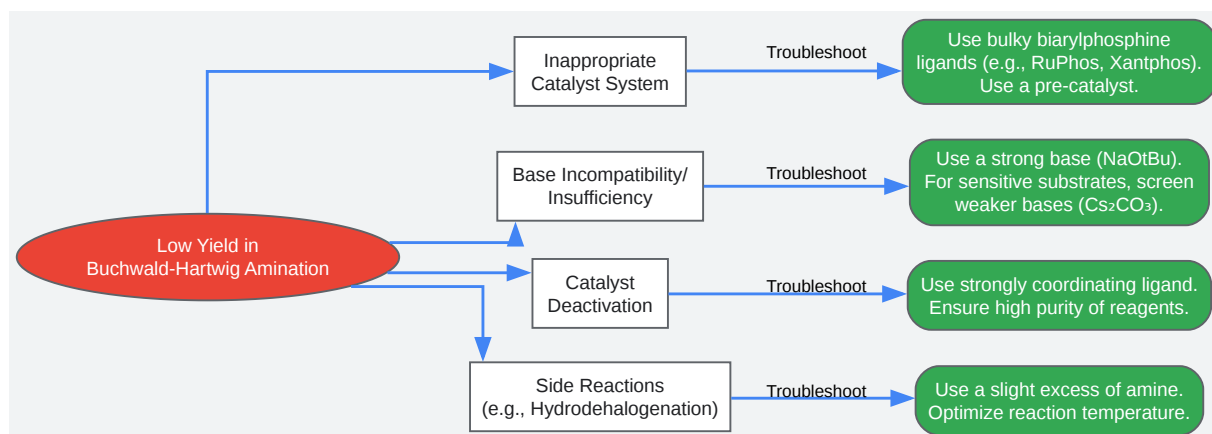 Inappropriate
Catalyst System
Troubleshoot
Use bulky biarylphosphine
ligands (e.g., RuPhos, Xantphos).
Use a pre-catalyst.
Base Incompatibility/
Insufficiency
Troubleshoot
Use a strong base (NaOtBu).
For sensitive substrates, screen
weaker bases (Cs₂CO₃).
Low Yield in
Buchwald-Hartwig Amination
Catalyst
Deactivation
Troubleshoot
Use strongly coordinating ligand.
Ensure high purity of reagents.
Side Reactions
(e.g., Hydrodehalogenation)
Troubleshoot
Use a slight excess of amine.
Optimize reaction temperature.